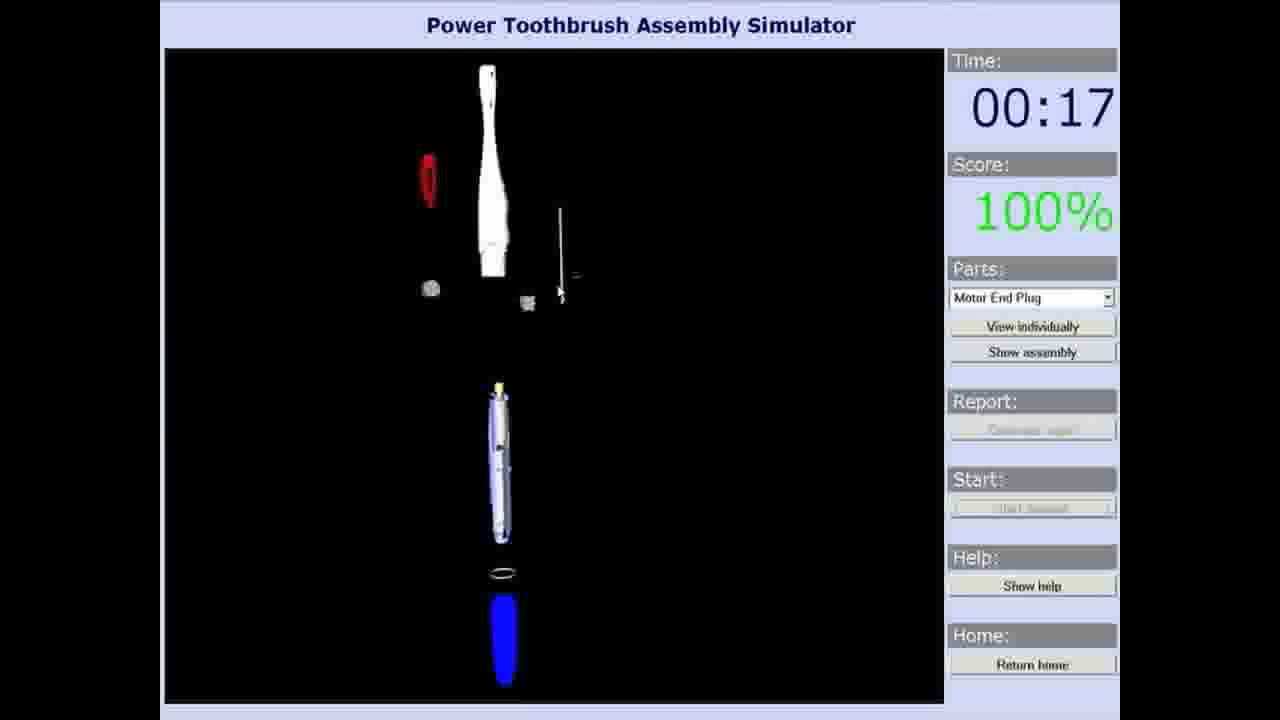 Power Toothbrush Assembly Simulator
Time:
00:17
Score:
100%
Parts:
Motor End Plug
View individually
Show assembly
Report:
Start:
Help:
Show help
Home:
Return home